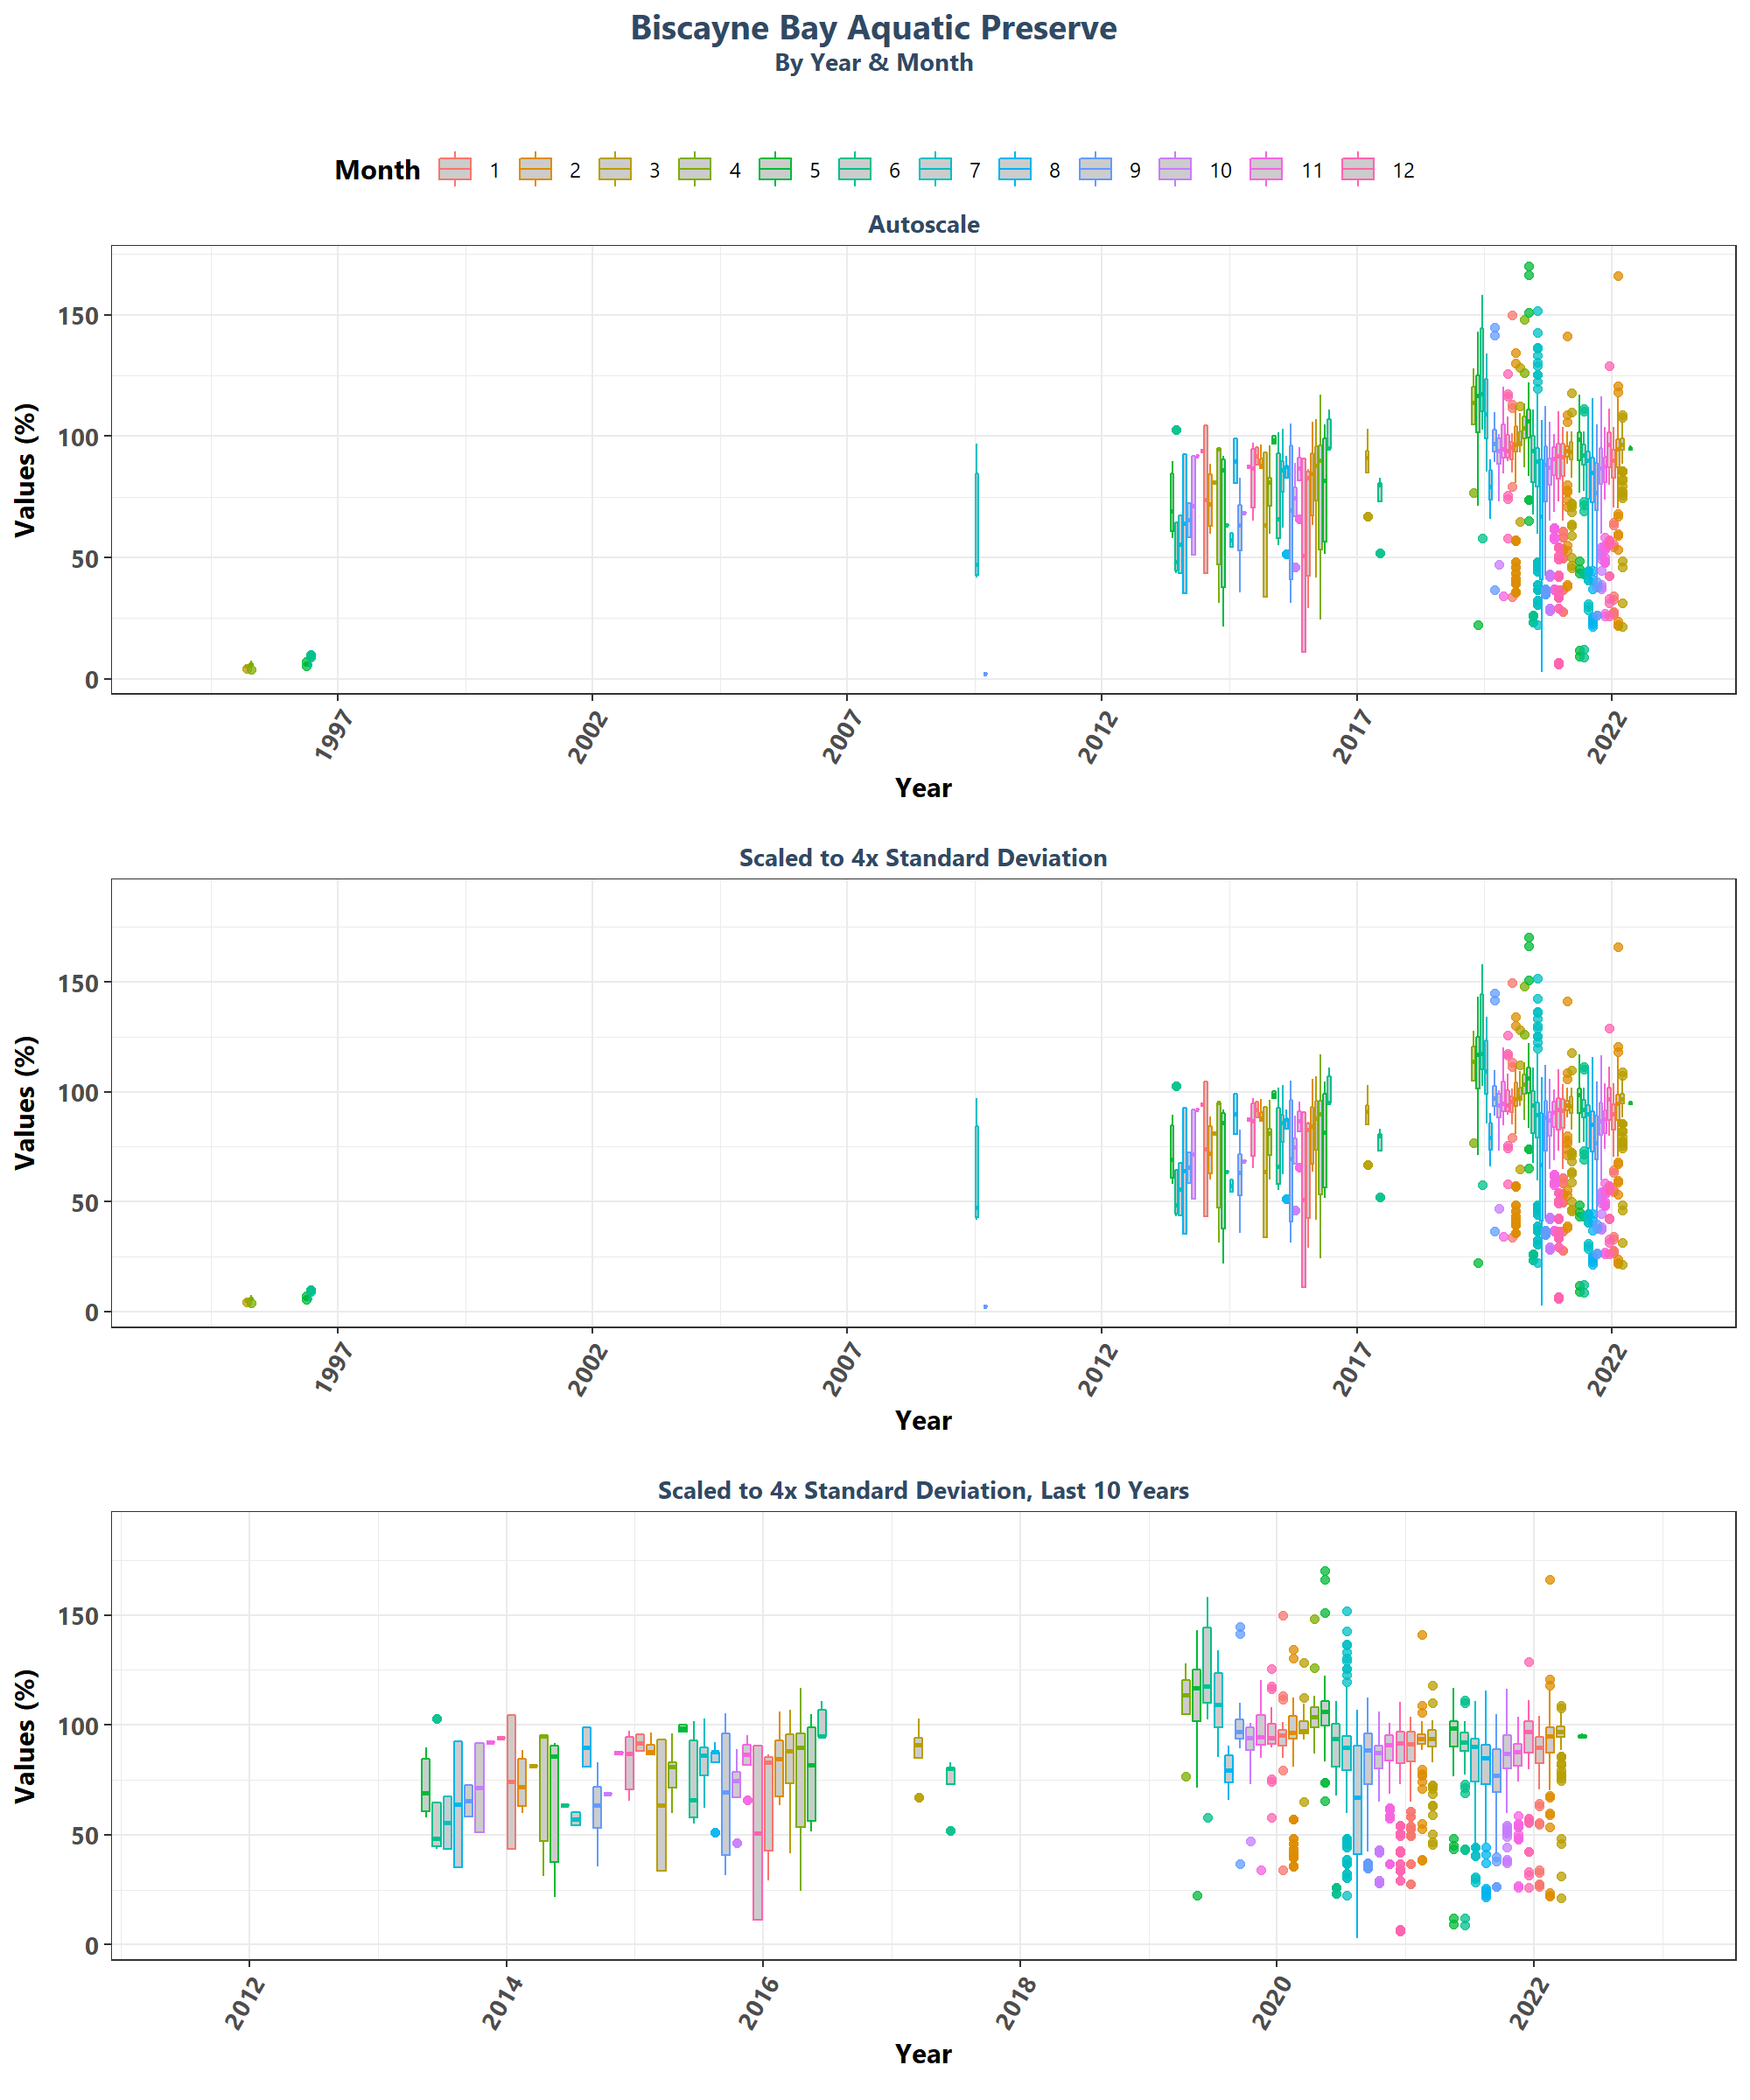 Biscayne Bay Aquatic Preserve
By Year & Month
Month 1 2 3 4 5 6 7 8 9 10 11 12
Autoscale
Values (%)
150
100
50
0
1997 2002 2007 2012 2017 2022
Year
Scaled to 4x Standard Deviation
Values (%)
150
100
50
0
1997 2002 2007 2012 2017 2022
Year
Scaled to 4x Standard Deviation, Last 10 Years
Values (%)
150
100
50
0
2012 2014 2016 2018 2020 2022
Year